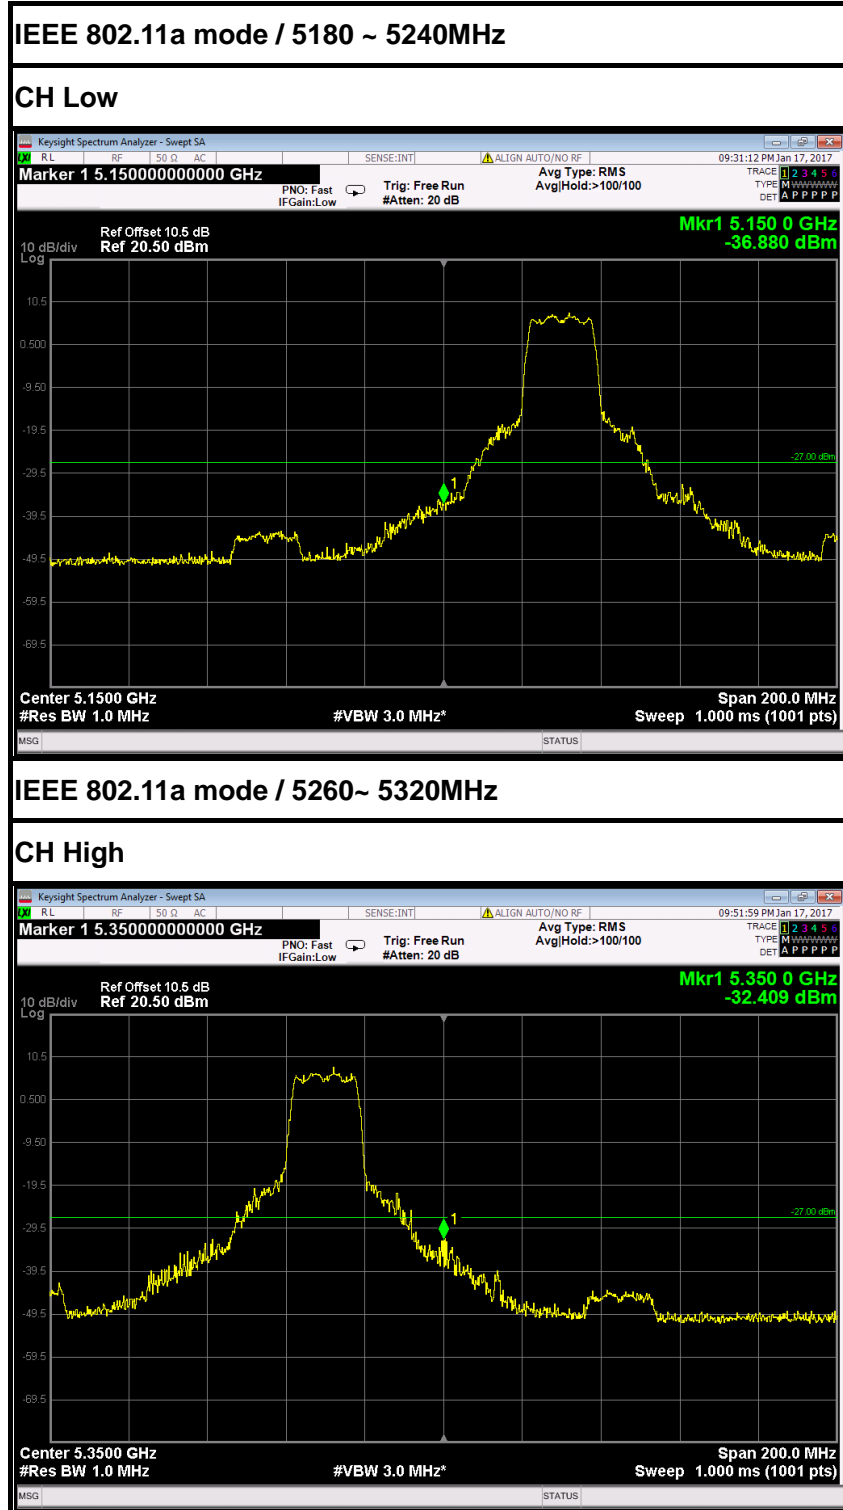 IEEE 802.11a mode / 5180 ~ 5240MHz
CH Low
Keysight Spectrum Analyzer - Swept SA
LXI RL RF 50 Ω AC SENSE:INT ALIGN AUTO/NO RF 09:31:12 PM Jan 17, 2017
Marker 1 5.150000000000 GHz
PNO: Fast
IFGain:Low
Trig: Free Run
#Atten: 20 dB
Avg Type: RMS
Avg|Hold:>100/100
TRACE 1 2 3 4 5 6
TYPE M WWWWW
DET A P P P P P
Mkr1 5.150 0 GHz
-36.880 dBm
Ref Offset 10.5 dB
10 dB/div Ref 20.50 dBm
Log
10.5
0.500
-9.50
-19.5
-27.00 dBm
-29.5
1
-39.5
-49.5
-59.5
-69.5
Center 5.1500 GHz Span 200.0 MHz
#Res BW 1.0 MHz #VBW 3.0 MHz* Sweep 1.000 ms (1001 pts)
MSG STATUS
IEEE 802.11a mode / 5260~ 5320MHz
CH High
Keysight Spectrum Analyzer - Swept SA
LXI RL RF 50 Ω AC SENSE:INT ALIGN AUTO/NO RF 09:51:59 PM Jan 17, 2017
Marker 1 5.350000000000 GHz
PNO: Fast
IFGain:Low
Trig: Free Run
#Atten: 20 dB
Avg Type: RMS
Avg|Hold:>100/100
TRACE 1 2 3 4 5 6
TYPE M WWWWW
DET A P P P P P
Mkr1 5.350 0 GHz
-32.409 dBm
Ref Offset 10.5 dB
10 dB/div Ref 20.50 dBm
Log
10.5
0.500
-9.50
-19.5
-27.00 dBm
1
-29.5
-39.5
-49.5
-59.5
-69.5
Center 5.3500 GHz Span 200.0 MHz
#Res BW 1.0 MHz #VBW 3.0 MHz* Sweep 1.000 ms (1001 pts)
MSG STATUS